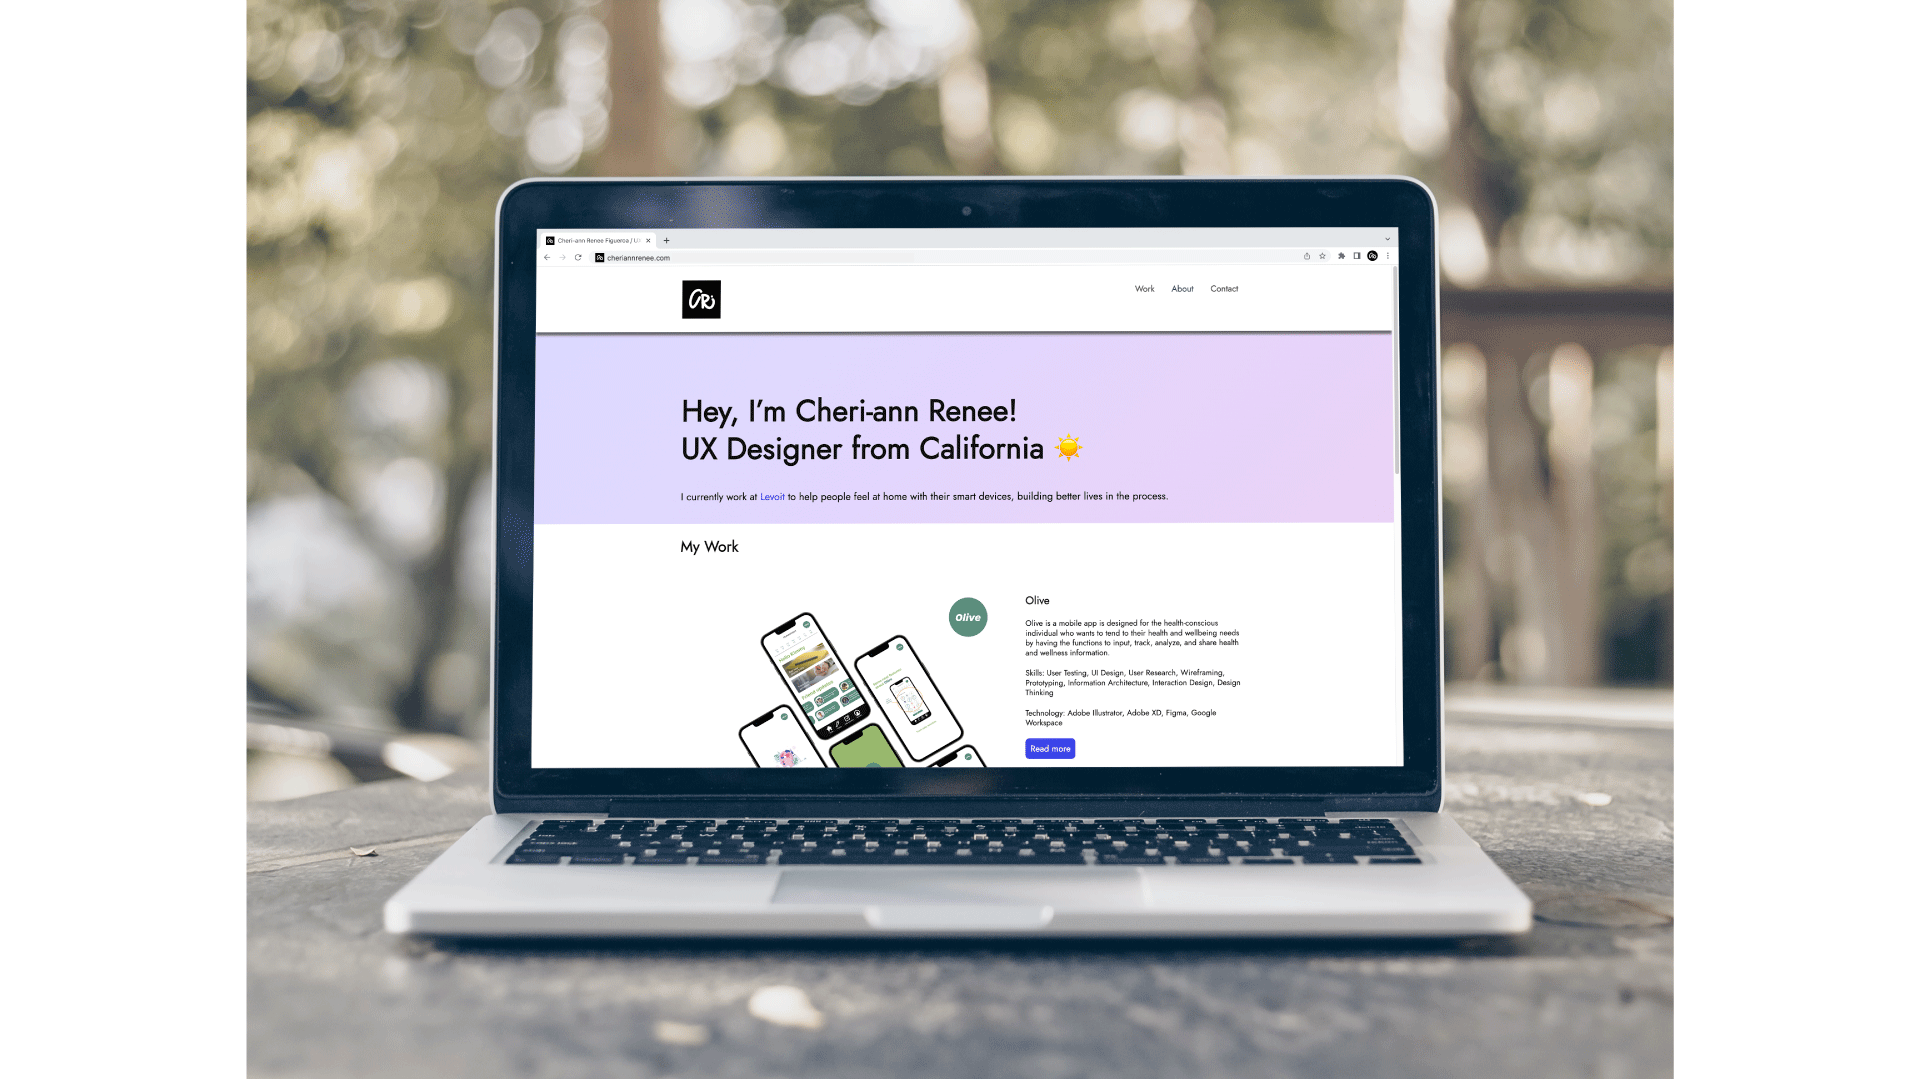 Cheri-ann Renee Figueroa / UX
cheriannrenee.com
CR
Work About Contact
Hey, I'm Cheri-ann Renee!
UX Designer from California
I currently work at Levoit to help people feel at home with their smart devices, building better lives in the process.
My Work
Olive
Olive
Olive is a mobile app is designed for the health-conscious
individual who wants to tend to their health and wellbeing needs
by having the functions to input, track, analyze, and share health
and wellness information.
Skills: User Testing, UI Design, User Research, Wireframing,
Prototyping, Information Architecture, Interaction Design, Design
Thinking
Technology: Adobe Illustrator, Adobe XD, Figma, Google
Workspace
Read more